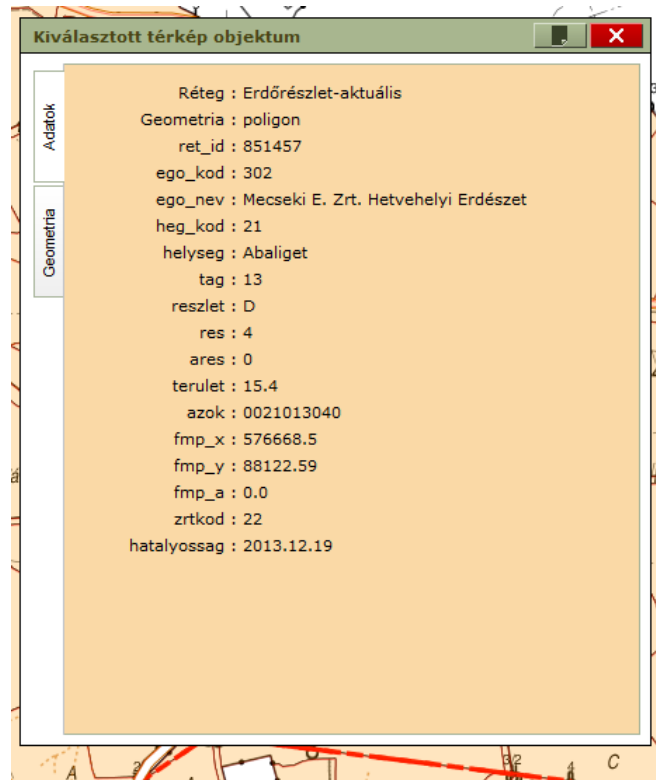 Kiválasztott térkép objektum
Adatok
Geometria
Réteg : Erdőrészlet-aktuális
Geometria : poligon
ret_id : 851457
ego_kod : 302
ego_nev : Mecseki E. Zrt. Hetvehelyi Erdészet
heg_kod : 21
helyseg : Abaliget
tag : 13
reszlet : D
res : 4
ares : 0
terulet : 15.4
azok : 0021013040
fmp_x : 576668.5
fmp_y : 88122.59
fmp_a : 0.0
zrtkod : 22
hatalyossag : 2013.12.19
A
4
C